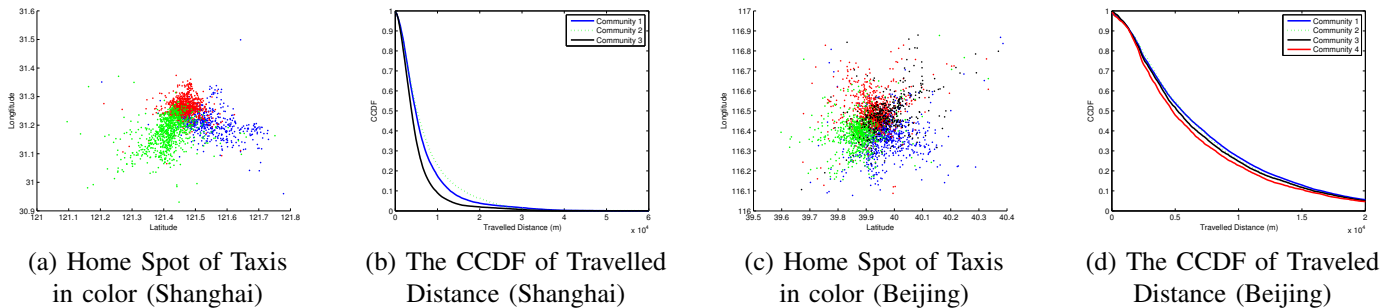 31.6
31.5
31.4
31.3
31.2
31.1
31
30.9
Longtitude
121 121.1 121.2 121.3 121.4 121.5 121.6 121.7 121.8
Latitude
(a) Home Spot of Taxis
in color (Shanghai)
1
0.9
0.8
0.7
0.6
0.5
0.4
0.3
0.2
0.1
0
CCDF
Community 1
Community 2
Community 3
0 1 2 3 4 5 6
x 10⁴
Travelled Distance (m)
(b) The CCDF of Travelled
Distance (Shanghai)
117
116.9
116.8
116.7
116.6
116.5
116.4
116.3
116.2
116.1
116
Longtitude
39.5 39.6 39.7 39.8 39.9 40 40.1 40.2 40.3 40.4
Latitude
(c) Home Spot of Taxis
in color (Beijing)
1
0.9
0.8
0.7
0.6
0.5
0.4
0.3
0.2
0.1
0
CCDF
Community 1
Community 2
Community 3
Community 4
0 0.5 1 1.5 2
x 10⁴
Travelled Distance (m)
(d) The CCDF of Traveled
Distance (Beijing)